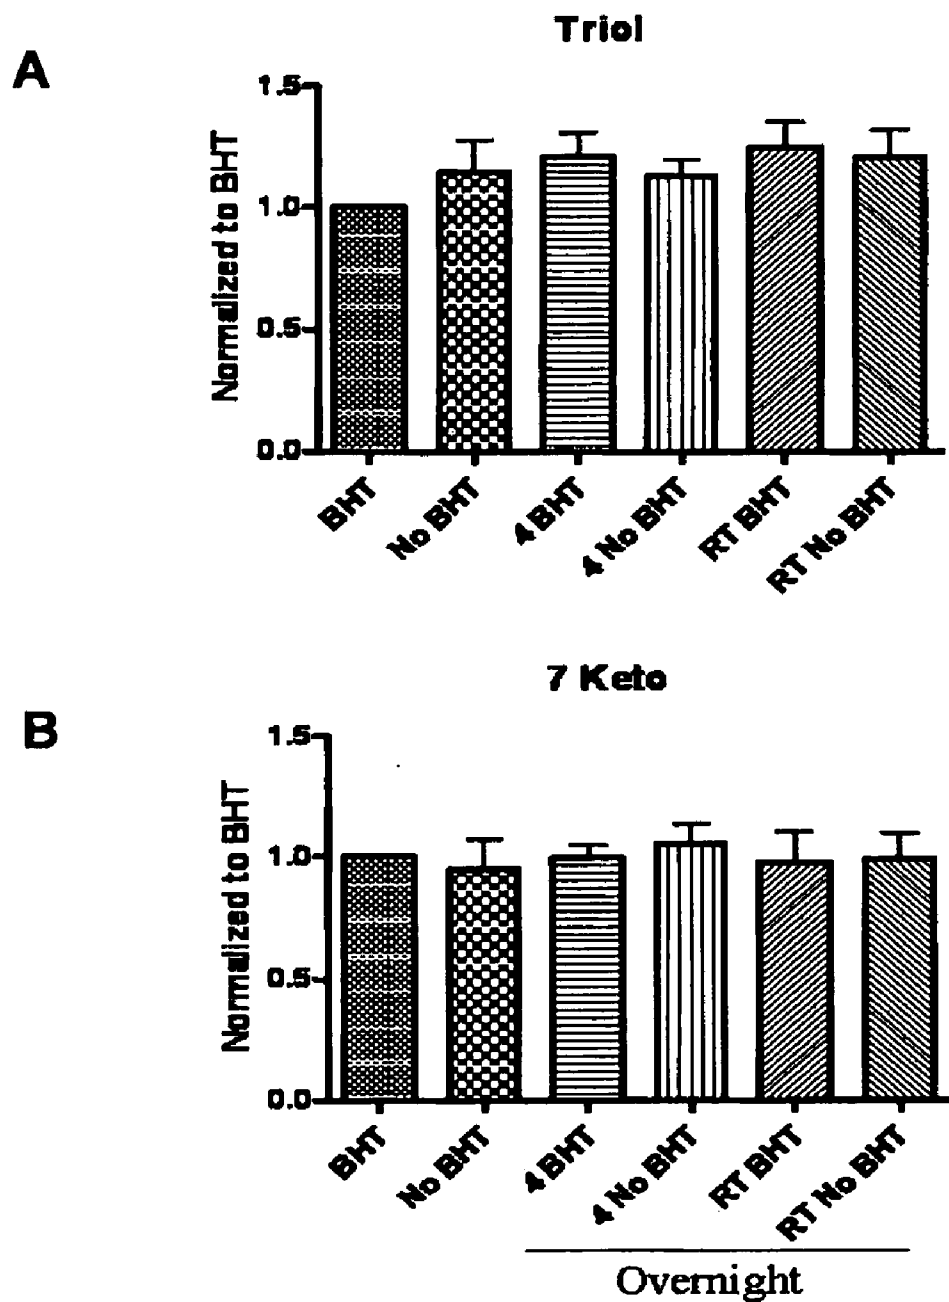 Triol
A
Normalized to BHT
1.5
1.0
0.5
0.0
BHT
No BHT
4 BHT
4 No BHT
RT BHT
RT No BHT
7 Keto
B
Normalized to BHT
1.5
1.0
0.5
0.0
BHT
No BHT
4 BHT
4 No BHT
RT BHT
RT No BHT
Overnight